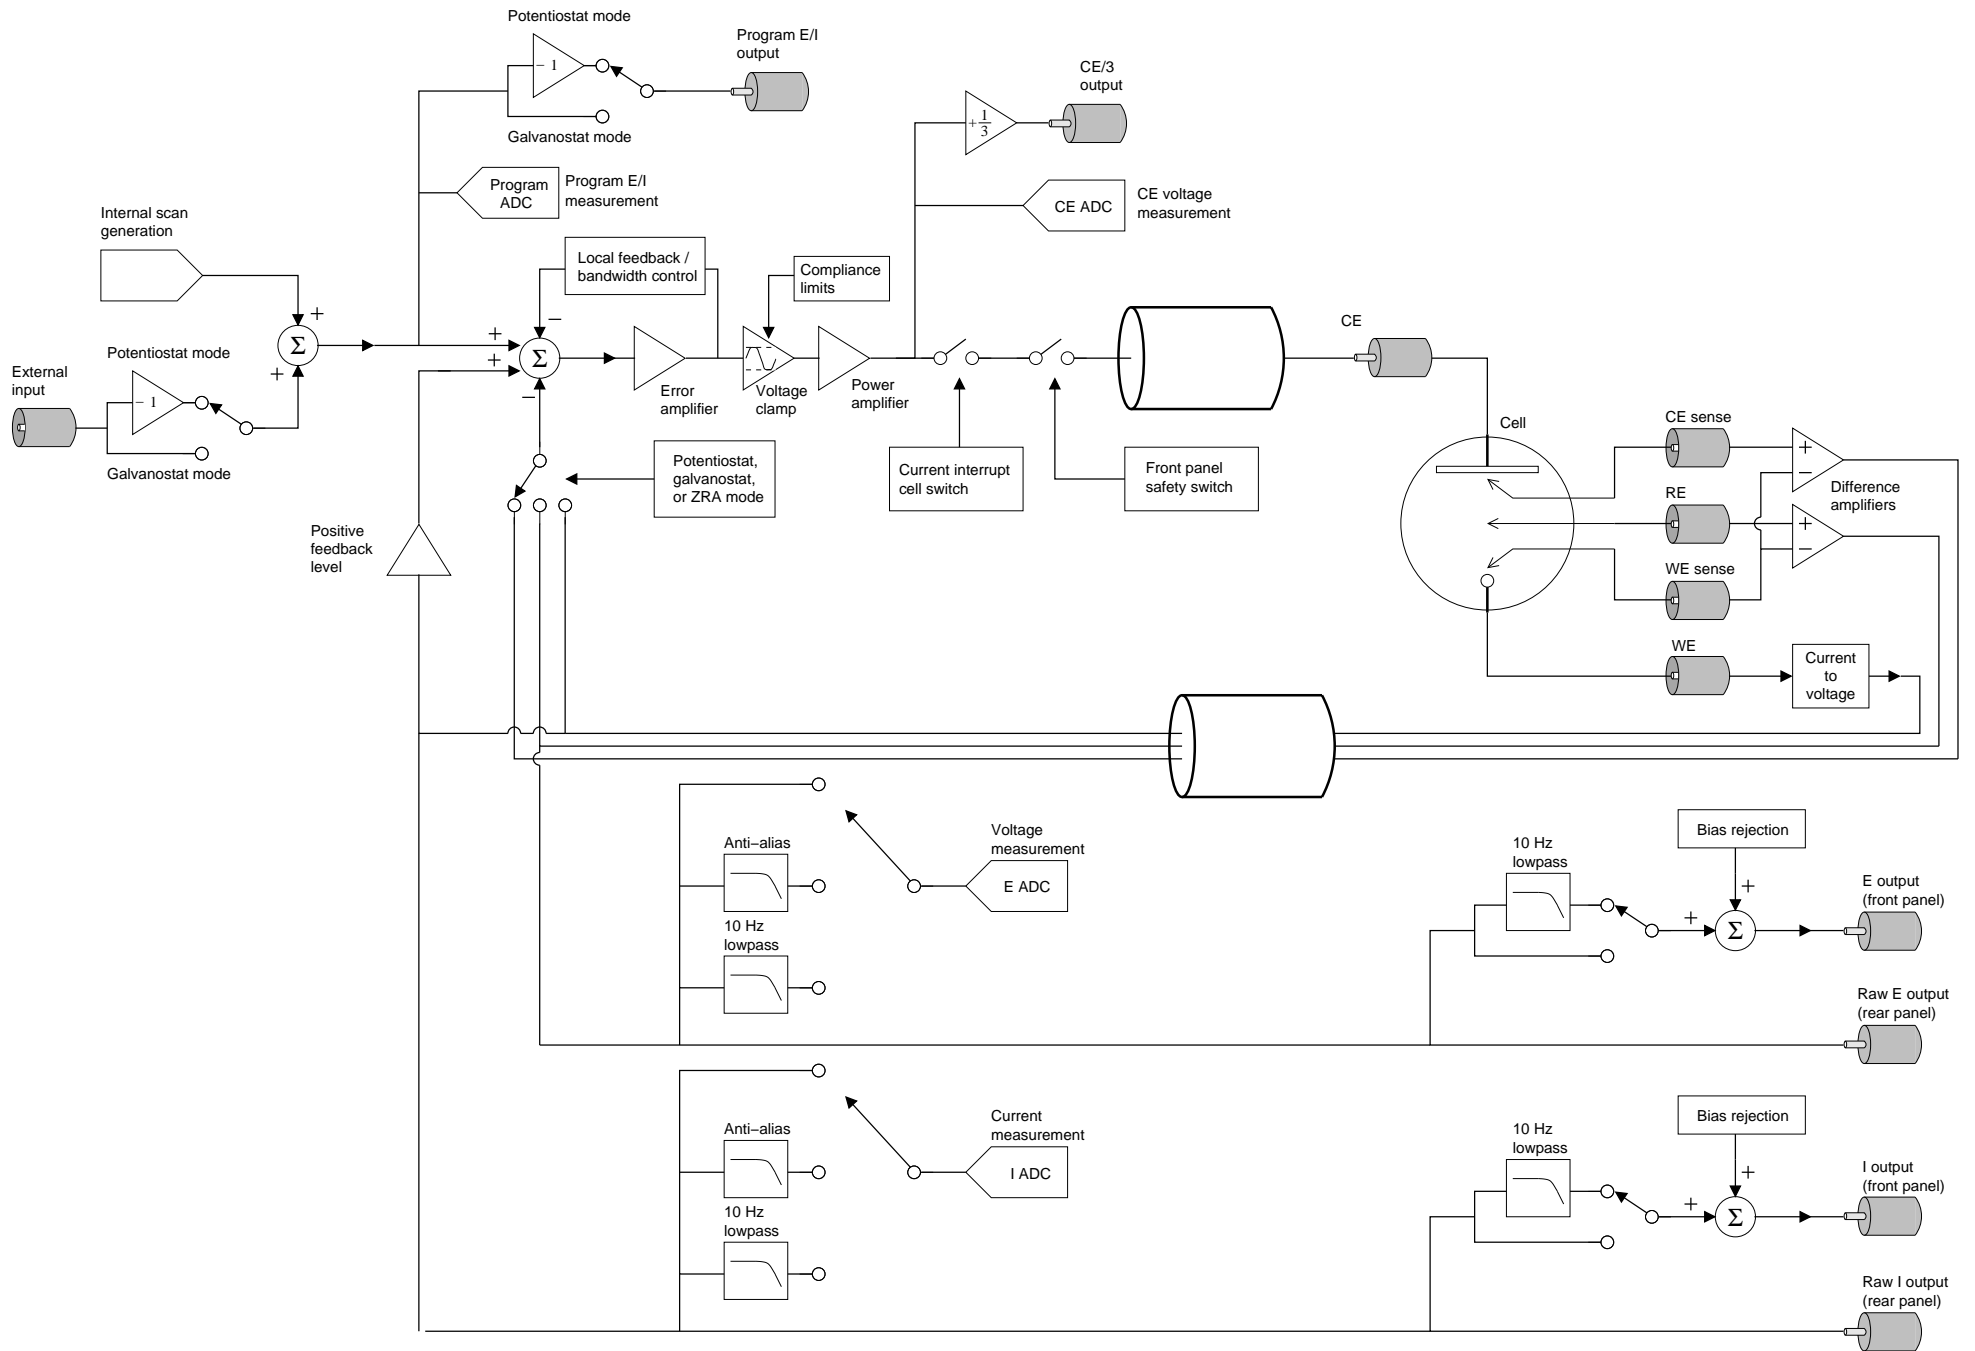 Potentiostat mode
− 1
Galvanostat mode
Program E/I
output
CE/3
output
+ 1
3
Program
ADC
Program E/I
measurement
CE ADC
CE voltage
measurement
Internal scan
generation
Local feedback /
bandwidth control
Compliance
limits
+
Σ
+
External
input
Potentiostat mode
− 1
Galvanostat mode
+
+
−
−
Σ
Error
amplifier
Voltage
clamp
Power
amplifier
CE
Potentiostat,
galvanostat,
or ZRA mode
Current interrupt
cell switch
Front panel
safety switch
Cell
CE sense
RE
WE sense
WE
+
−
+
−
Difference
amplifiers
Current
to
voltage
Positive
feedback
level
Voltage
measurement
E ADC
Anti−alias
10 Hz
lowpass
10 Hz
lowpass
Bias rejection
+
+
Σ
E output
(front panel)
Raw E output
(rear panel)
Current
measurement
I ADC
Anti−alias
10 Hz
lowpass
10 Hz
lowpass
Bias rejection
+
+
Σ
I output
(front panel)
Raw I output
(rear panel)